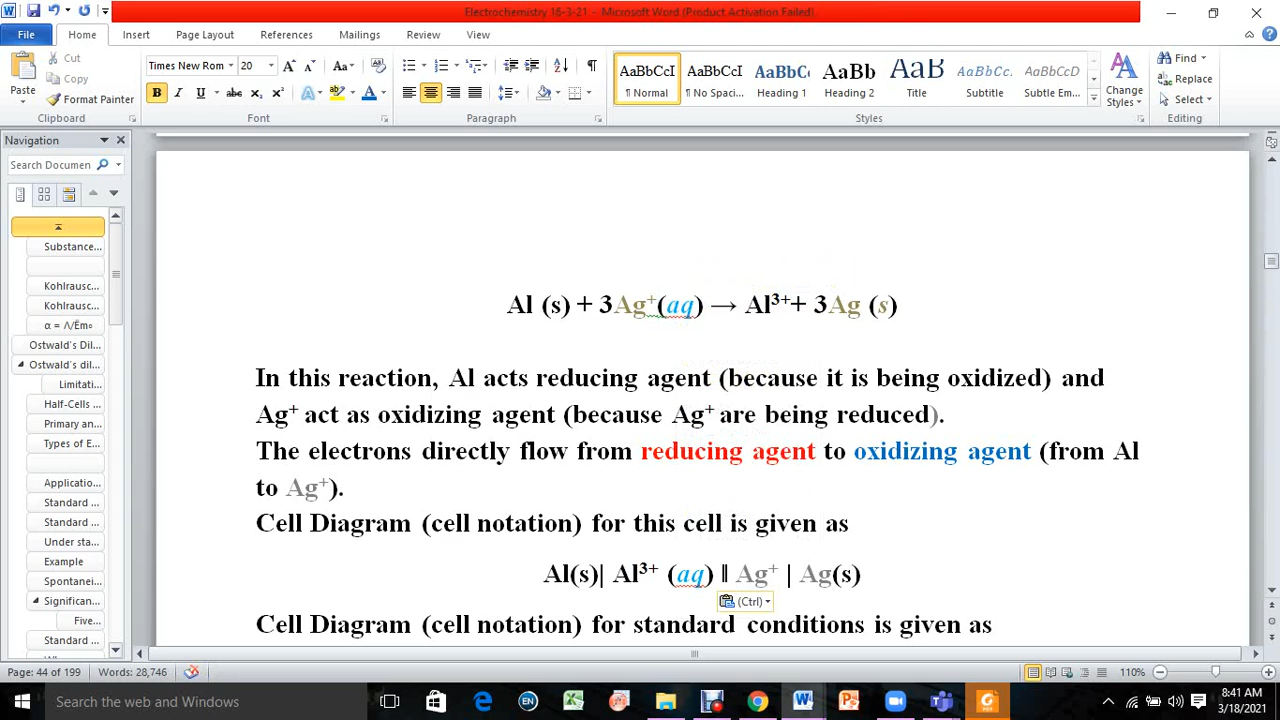 Electrochemistry 16-3-21 – Microsoft Word (Product Activation Failed)
File Home Insert Page Layout References Mailings Review View
Paste
Cut
Copy
Format Painter
Clipboard
Times New Rom 20
Font
Paragraph
AaBbCcI AaBbCcI AaBbCc AaBb AaB AaBbCc. AaBbCcI
¶ Normal ¶ No Spaci... Heading 1 Heading 2 Title Subtitle Subtle Em...
Change Styles
Styles
Find
Replace
Select
Editing
Navigation
Search Documen
Substance...
Kohlrausc...
Kohlrausc...
α = Λ/Ëm∘
Ostwald's Dil...
Ostwald's dil...
Limitati...
Half-Cells ...
Primary an...
Types of E...
Applicatio...
Standard ...
Standard ...
Under sta...
Example
Spontanei...
Significan...
Five...
Standard ...
Al (s) + 3Ag⁺(aq) → Al³⁺+ 3Ag (s)
In this reaction, Al acts reducing agent (because it is being oxidized) and
Ag⁺ act as oxidizing agent (because Ag⁺ are being reduced).
The electrons directly flow from reducing agent to oxidizing agent (from Al
to Ag⁺).
Cell Diagram (cell notation) for this cell is given as
Al(s)| Al³⁺ (aq) ‖ Ag⁺ | Ag(s)
(Ctrl)
Cell Diagram (cell notation) for standard conditions is given as
Page: 44 of 199 Words: 28,746 110%
Search the web and Windows
8:41 AM
3/18/2021